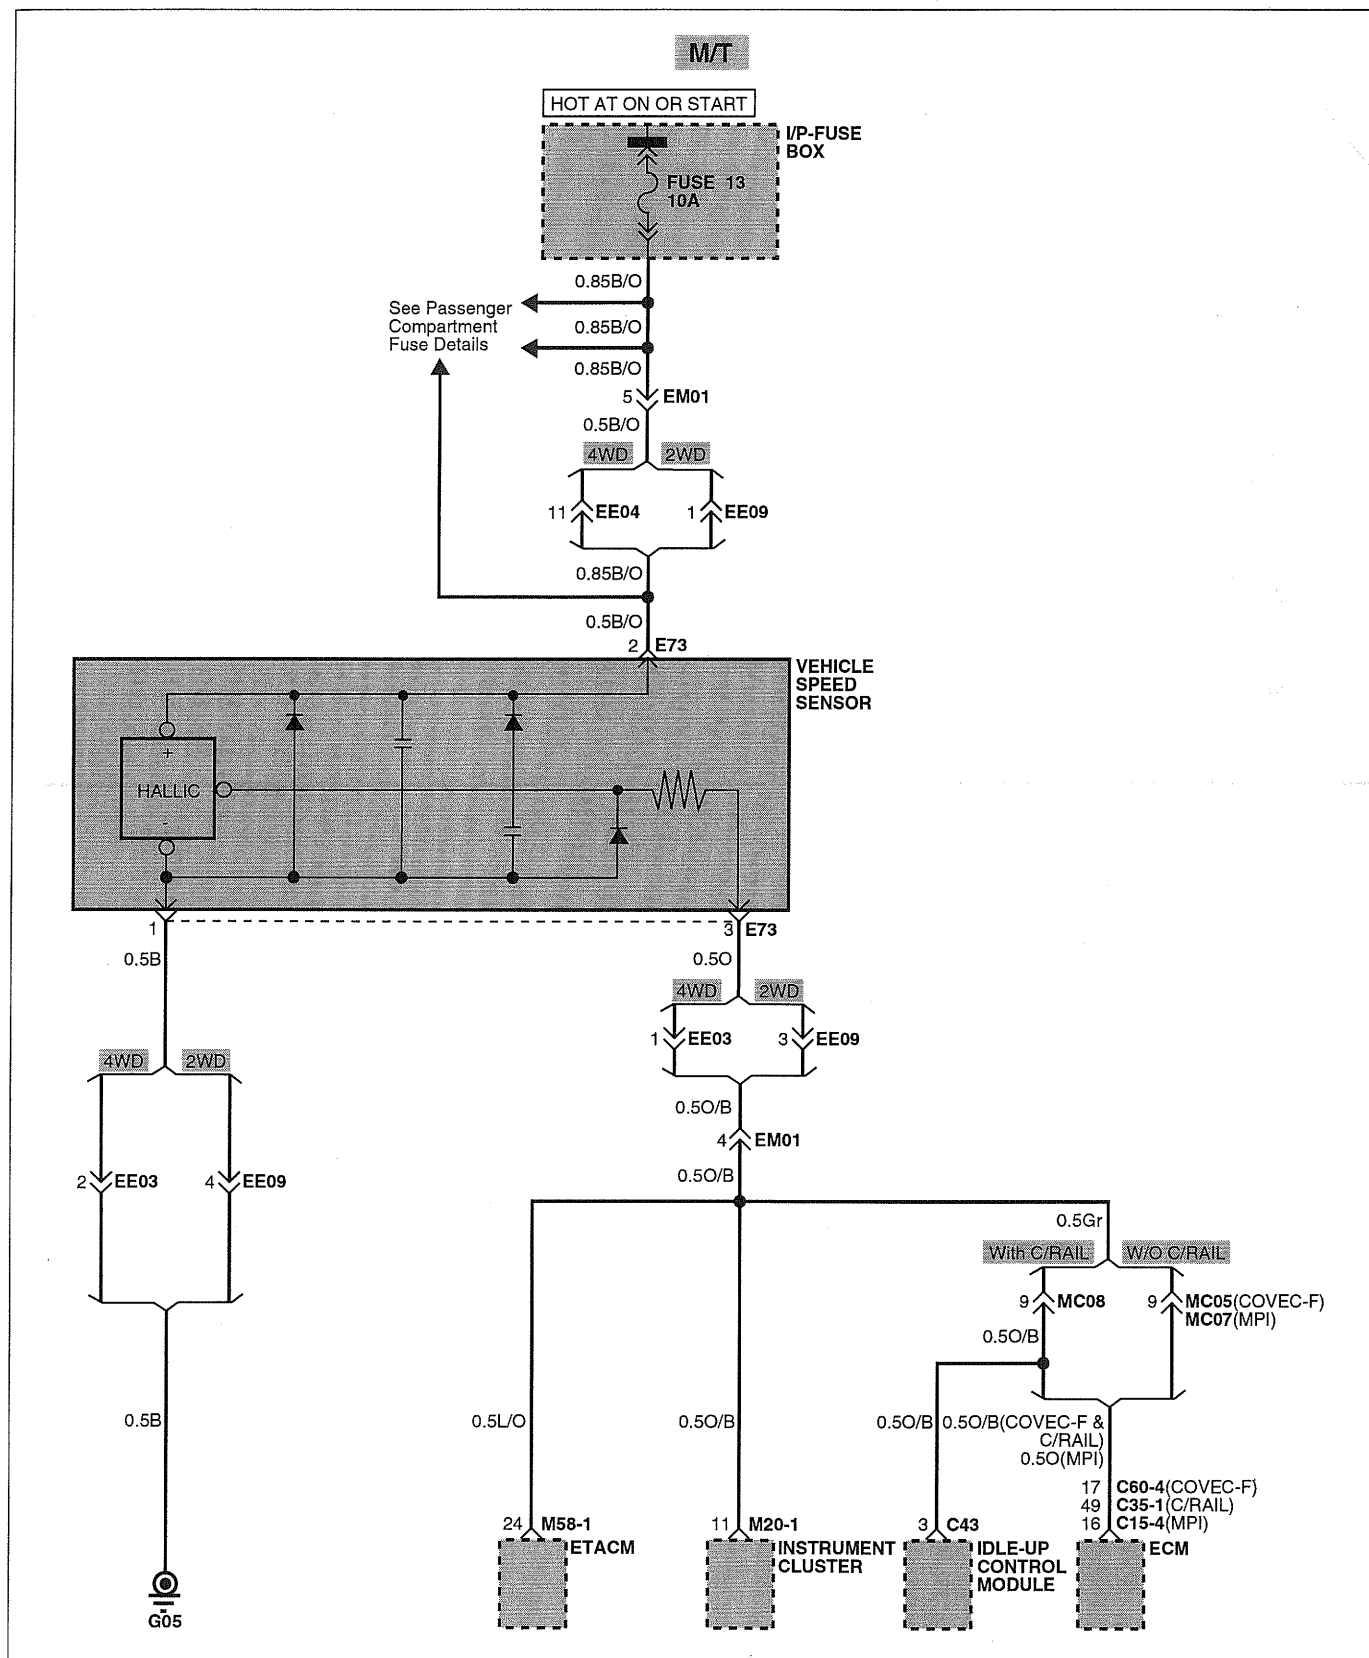 M/T
HOT AT ON OR START
I/P-FUSE
BOX
FUSE 13
10A
0.85B/O
See Passenger
Compartment
Fuse Details
0.85B/O
0.85B/O
5 EM01
0.5B/O
4WD 2WD
11 EE04 1 EE09
0.85B/O
0.5B/O
2 E73
VEHICLE
SPEED
SENSOR
+
HALLIC
-
1 3 E73
0.5B 0.5O
4WD 2WD
1 EE03 3 EE09
4WD 2WD
0.5O/B
4 EM01
0.5O/B
2 EE03 4 EE09
0.5Gr
With C/RAIL W/O C/RAIL
9 MC08 9 MC05(COVEC-F)
MC07(MPI)
0.5O/B
0.5B 0.5L/O 0.5O/B 0.5O/B 0.5O/B(COVEC-F &
C/RAIL)
0.5O(MPI)
17 C60-4(COVEC-F)
49 C35-1(C/RAIL)
24 M58-1 11 M20-1 3 C43 16 C15-4(MPI)
ETACM
INSTRUMENT
CLUSTER
IDLE-UP
CONTROL
MODULE
ECM
G05